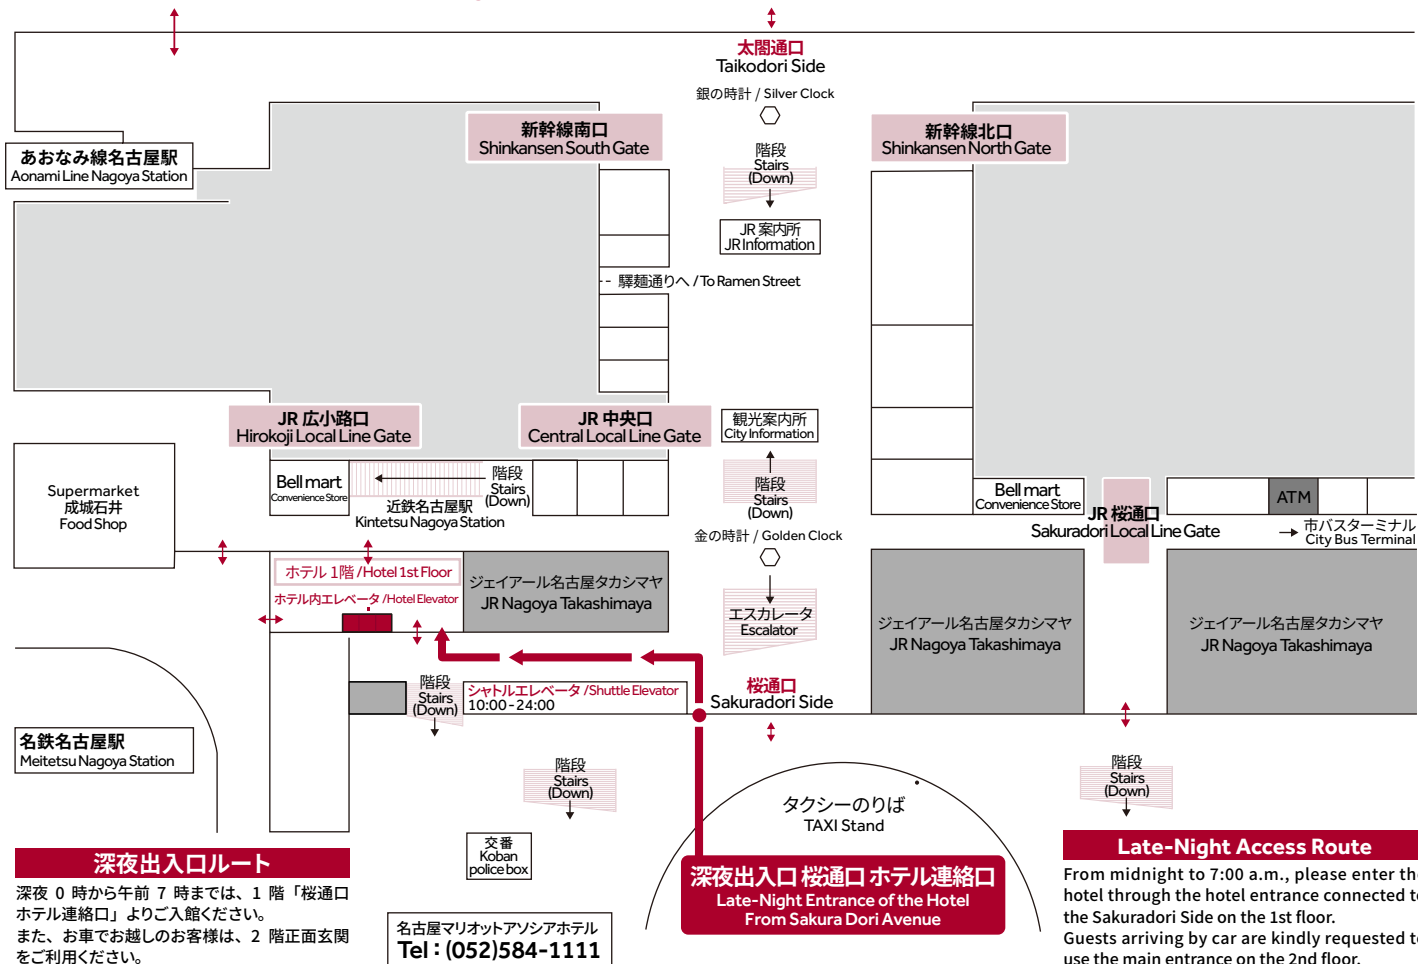 太閤通口
Taikodori Side
銀の時計 / Silver Clock
新幹線南口
Shinkansen South Gate
新幹線北口
Shinkansen North Gate
あおなみ線名古屋駅
Aonami Line Nagoya Station
階段
Stairs
(Down)
JR 案内所
JR Information
驛麺通りへ / To Ramen Street
JR 広小路口
Hirokoji Local Line Gate
JR 中央口
Central Local Line Gate
観光案内所
City Information
Supermarket
成城石井
Food Shop
Bell mart
Convenience Store
階段
Stairs
(Down)
近鉄名古屋駅
Kintetsu Nagoya Station
階段
Stairs
(Down)
Bell mart
Convenience Store
ATM
JR 桜通口
Sakuradori Local Line Gate
市バスターミナル
City Bus Terminal
金の時計 / Golden Clock
ホテル 1階 / Hotel 1st Floor
ホテル内エレベータ / Hotel Elevator
ジェイアール名古屋タカシマヤ
JR Nagoya Takashimaya
エスカレータ
Escalator
ジェイアール名古屋タカシマヤ
JR Nagoya Takashimaya
ジェイアール名古屋タカシマヤ
JR Nagoya Takashimaya
階段
Stairs
(Down)
シャトルエレベータ / Shuttle Elevator
10:00-24:00
桜通口
Sakuradori Side
名鉄名古屋駅
Meitetsu Nagoya Station
階段
Stairs
(Down)
階段
Stairs
(Down)
タクシーのりば
TAXI Stand
交番
Koban
police box
深夜出入口 桜通口 ホテル連絡口
Late-Night Entrance of the Hotel
From Sakura Dori Avenue
深夜出入口ルート
深夜 0 時から午前 7 時までは、1 階「桜通口
ホテル連絡口」よりご入館ください。
また、お車でお越しのお客様は、2 階正面玄関
をご利用ください。
名古屋マリオットアソシアホテル
Tel : (052)584-1111
Late-Night Access Route
From midnight to 7:00 a.m., please enter the
hotel through the hotel entrance connected to
the Sakuradori Side on the 1st floor.
Guests arriving by car are kindly requested to
use the main entrance on the 2nd floor.